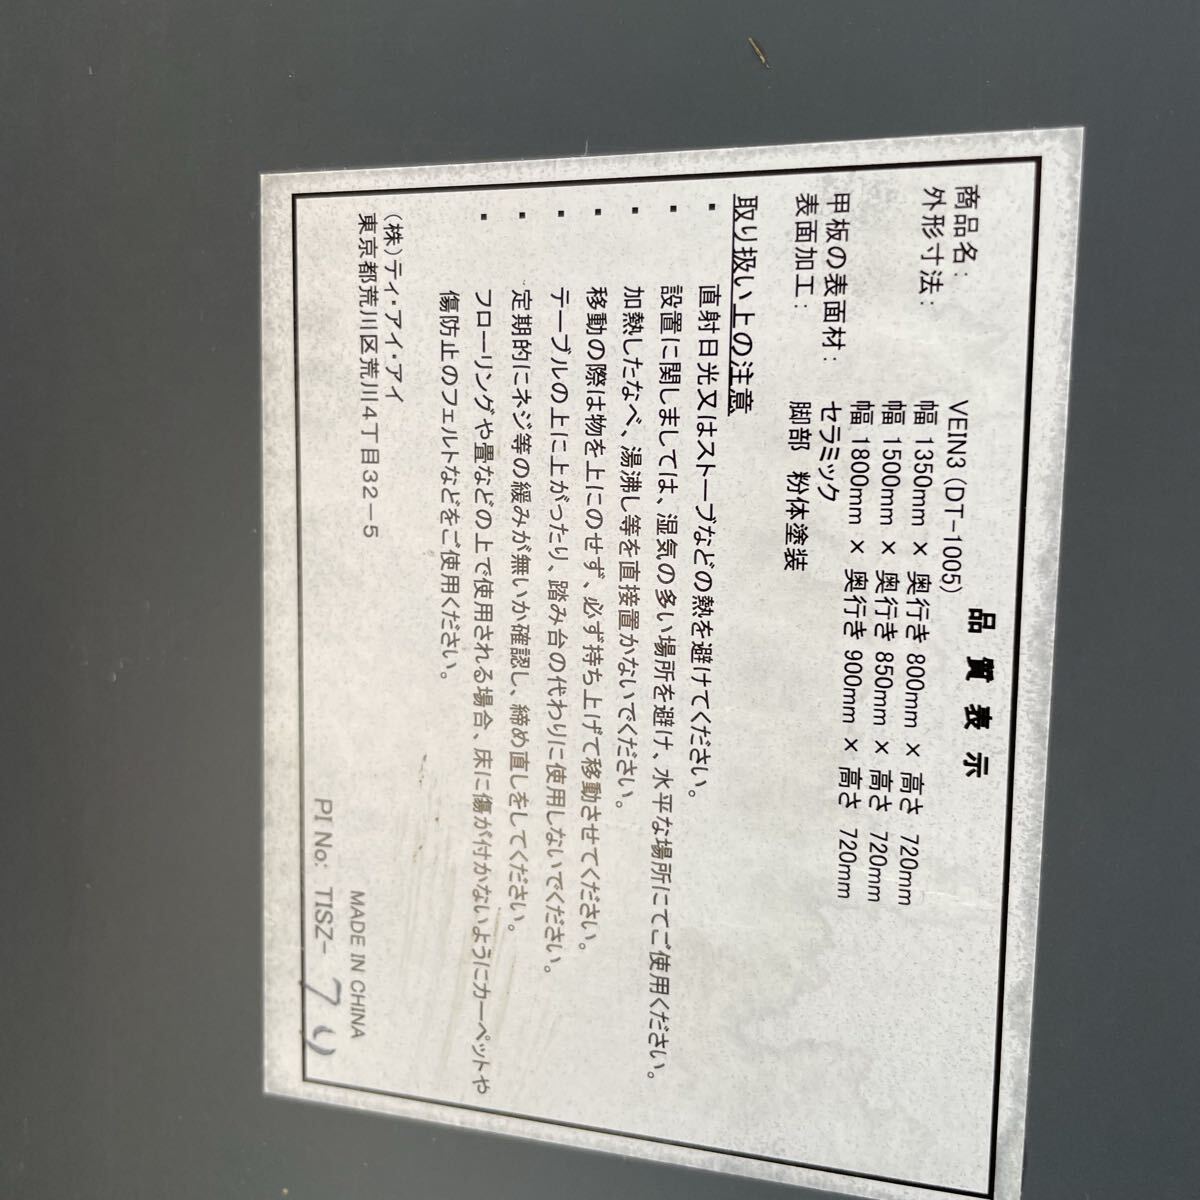 品質表示
商品名: VEIN3 (DT-1005)
外形寸法: 幅 1350mm × 奥行き 800mm × 高さ 720mm
幅 1500mm × 奥行き 850mm × 高さ 720mm
幅 1800mm × 奥行き 900mm × 高さ 720mm
甲板の表面材: セラミック
表面加工: 脚部 粉体塗装
取り扱い上の注意
▪ 直射日光又はストーブなどの熱を避けてください。
▪ 設置に関しましては、湿気の多い場所を避け、水平な場所にてご使用ください。
▪ 加熱したなべ、湯沸し等を直接置かないでください。
▪ 移動の際は物を上にのせず、必ず持ち上げて移動させてください。
▪ テーブルの上に上がったり、踏み台の代わりに使用しないでください。
▪ 定期的にネジ等の緩みが無いか確認し、締め直しをしてください。
▪ フローリングや畳などの上で使用される場合、床に傷が付かないようにカーペットや
傷防止のフェルトなどをご使用ください。
(株)ティ・アイ・アイ
東京都荒川区荒川4丁目32-5
MADE IN CHINA
PI No: TISZ-